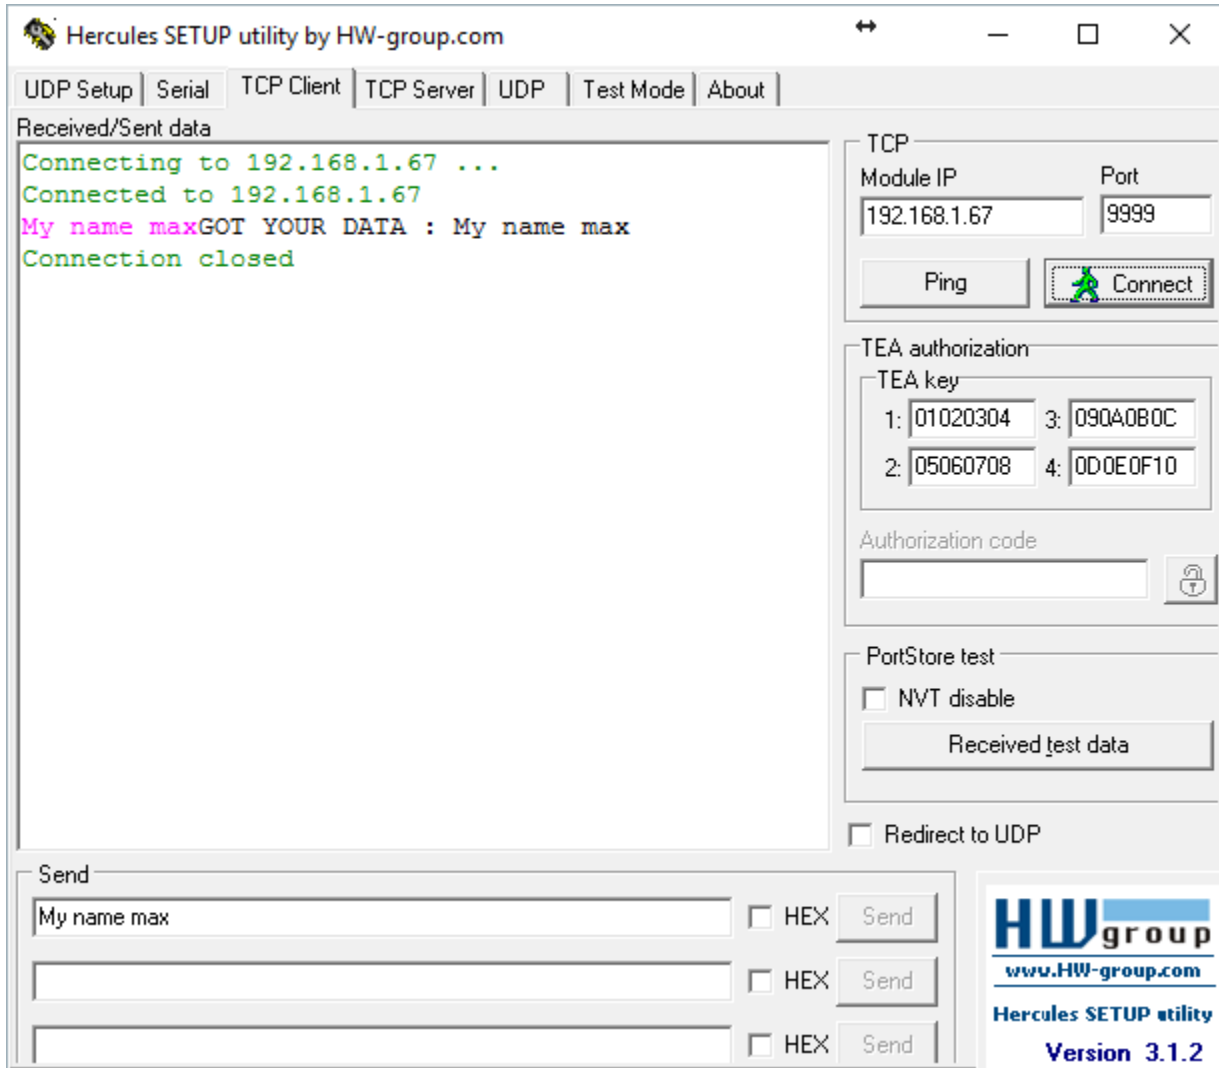 Hercules SETUP utility by HW-group.com
UDP Setup Serial TCP Client TCP Server UDP Test Mode About
Received/Sent data
Connecting to 192.168.1.67 ...
Connected to 192.168.1.67
My name maxGOT YOUR DATA : My name max
Connection closed
TCP
Module IP Port
192.168.1.67 9999
Ping Connect
TEA authorization
TEA key
1: 01020304 3: 090A0B0C
2: 05060708 4: 0D0E0F10
Authorization code
PortStore test
NVT disable
Received test data
Redirect to UDP
Send
My name max HEX Send
HEX Send
HEX Send
HW group
www.HW-group.com
Hercules SETUP utility
Version 3.1.2